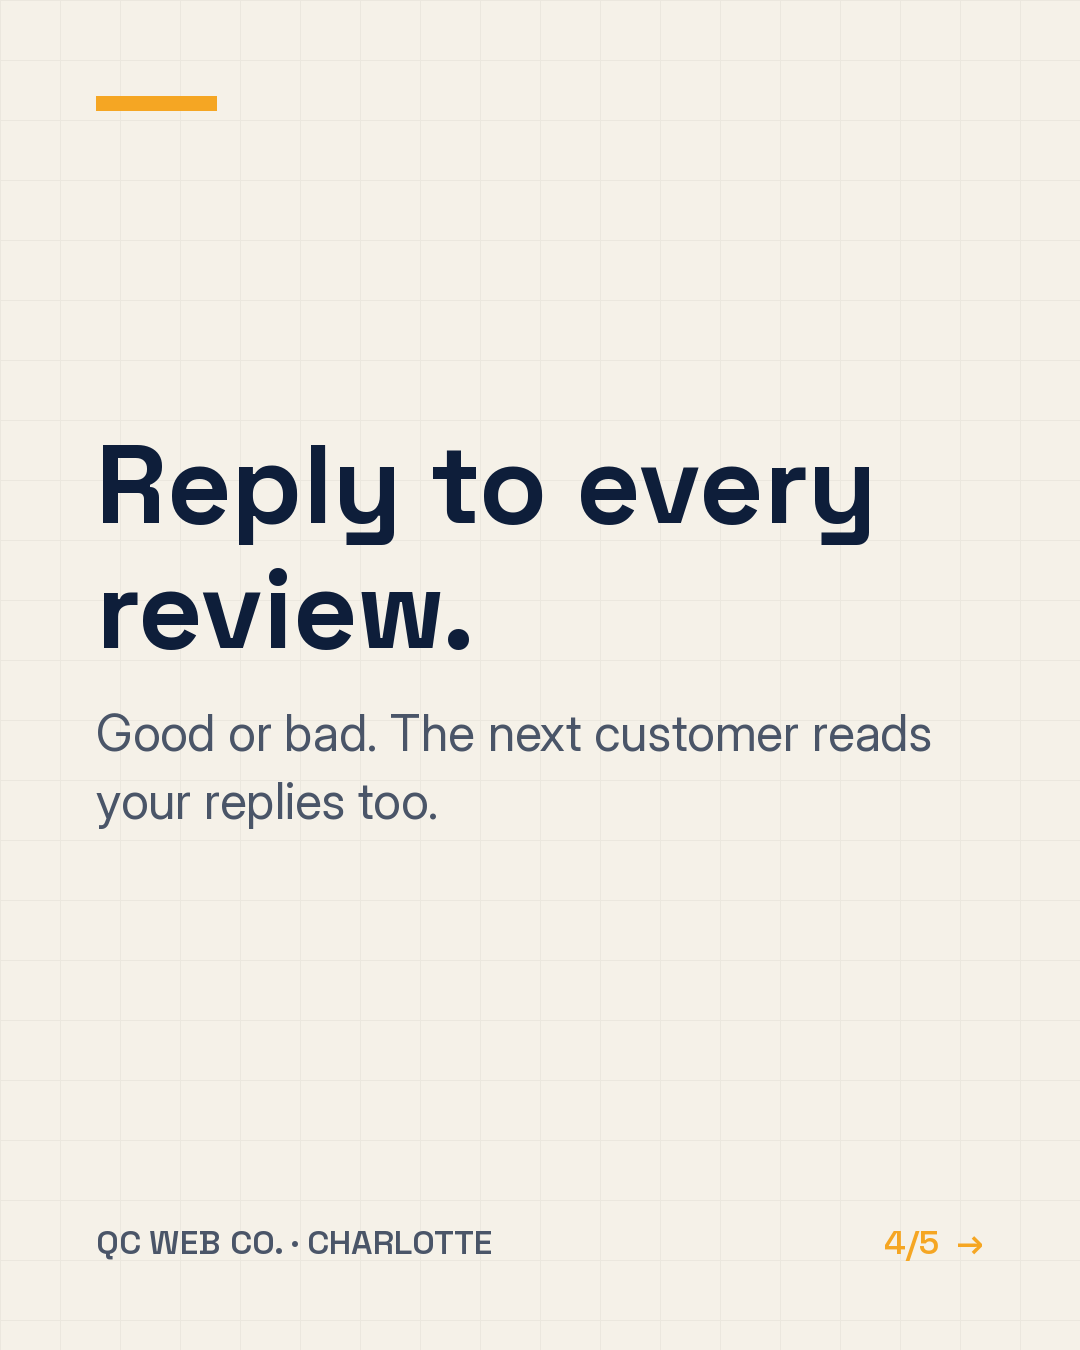 Reply to every
review.
Good or bad. The next customer reads
your replies too.
QC WEB CO. · CHARLOTTE
4/5 →